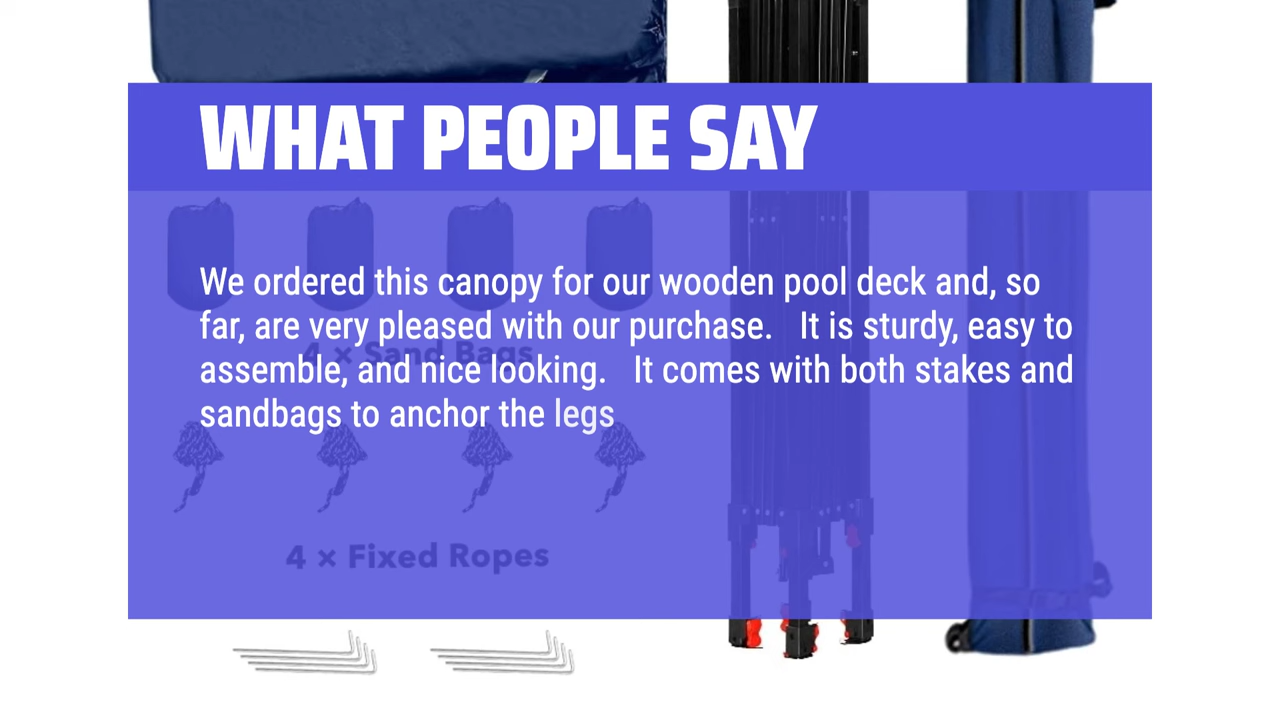 WHAT PEOPLE SAY
We ordered this canopy for our wooden pool deck and, so
far, are very pleased with our purchase.   It is sturdy, easy to
4 × Sand Bags
assemble, and nice looking.   It comes with both stakes and
sandbags to anchor the legs
4 × Fixed Ropes